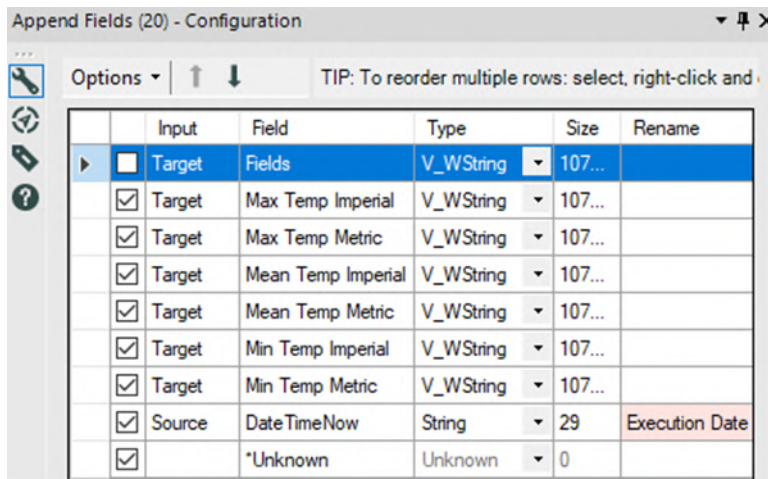 Append Fields (20) - Configuration
Options TIP: To reorder multiple rows: select, right-click and
Input Field Type Size Rename
Target Fields V_WString 107...
Target Max Temp Imperial V_WString 107...
Target Max Temp Metric V_WString 107...
Target Mean Temp Imperial V_WString 107...
Target Mean Temp Metric V_WString 107...
Target Min Temp Imperial V_WString 107...
Target Min Temp Metric V_WString 107...
Source DateTimeNow String 29 Execution Date
*Unknown Unknown 0